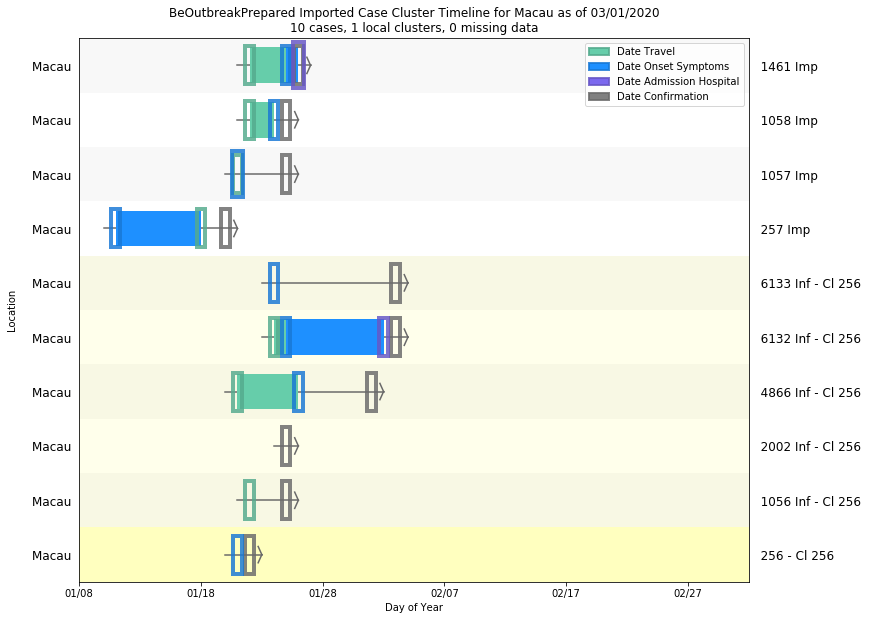 BeOutbreakPrepared Imported Case Cluster Timeline for Macau as of 03/01/2020
10 cases, 1 local clusters, 0 missing data
Date Travel
Date Onset Symptoms
Date Admission Hospital
Date Confirmation
Macau 1461 Imp
Macau 1058 Imp
Macau 1057 Imp
Macau 257 Imp
Macau 6133 Inf - Cl 256
Macau 6132 Inf - Cl 256
Macau 4866 Inf - Cl 256
Macau 2002 Inf - Cl 256
Macau 1056 Inf - Cl 256
Macau 256 - Cl 256
Location
01/08 01/18 01/28 02/07 02/17 02/27
Day of Year